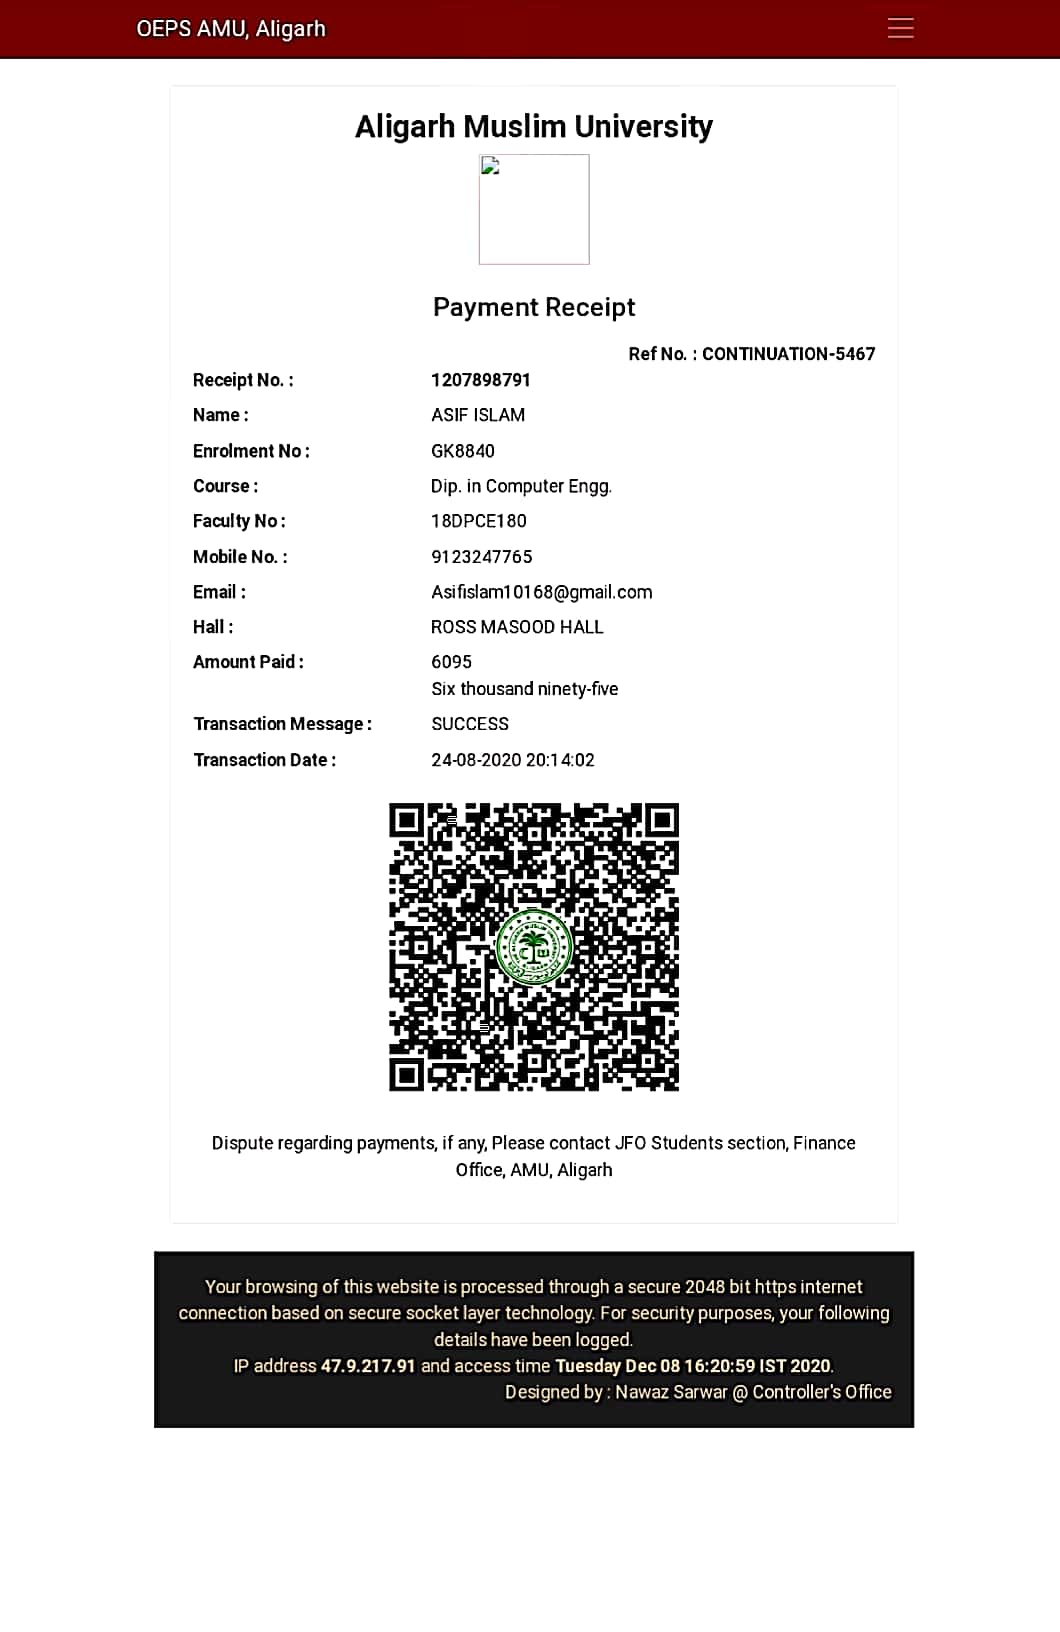 OEPS AMU, Aligarh
Aligarh Muslim University
Payment Receipt
Ref No. : CONTINUATION-5467
Receipt No. : 1207898791
Name : ASIF ISLAM
Enrolment No : GK8840
Course : Dip. in Computer Engg.
Faculty No : 18DPCE180
Mobile No. : 9123247765
Email : Asifislam10168@gmail.com
Hall : ROSS MASOOD HALL
Amount Paid : 6095
Six thousand ninety-five
Transaction Message : SUCCESS
Transaction Date : 24-08-2020 20:14:02
Dispute regarding payments, if any, Please contact JFO Students section, Finance
Office, AMU, Aligarh
Your browsing of this website is processed through a secure 2048 bit https internet
connection based on secure socket layer technology. For security purposes, your following
details have been logged.
IP address 47.9.217.91 and access time Tuesday Dec 08 16:20:59 IST 2020.
Designed by : Nawaz Sarwar @ Controller's Office